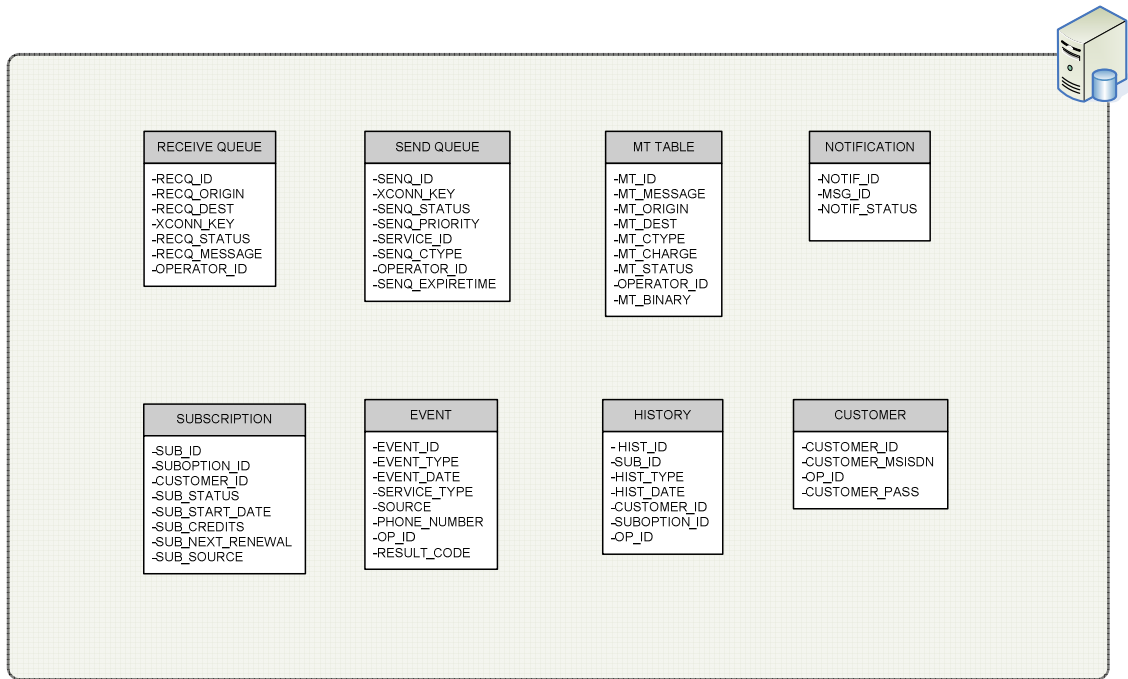 RECEIVE QUEUE
-RECQ_ID
-RECQ_ORIGIN
-RECQ_DEST
-XCONN_KEY
-RECQ_STATUS
-RECQ_MESSAGE
-OPERATOR_ID
SEND QUEUE
-SENQ_ID
-XCONN_KEY
-SENQ_STATUS
-SENQ_PRIORITY
-SERVICE_ID
-SENQ_CTYPE
-OPERATOR_ID
-SENQ_EXPIRETIME
MT TABLE
-MT_ID
-MT_MESSAGE
-MT_ORIGIN
-MT_DEST
-MT_CTYPE
-MT_CHARGE
-MT_STATUS
-OPERATOR_ID
-MT_BINARY
NOTIFICATION
-NOTIF_ID
-MSG_ID
-NOTIF_STATUS
SUBSCRIPTION
-SUB_ID
-SUBOPTION_ID
-CUSTOMER_ID
-SUB_STATUS
-SUB_START_DATE
-SUB_CREDITS
-SUB_NEXT_RENEWAL
-SUB_SOURCE
EVENT
-EVENT_ID
-EVENT_TYPE
-EVENT_DATE
-SERVICE_TYPE
-SOURCE
-PHONE_NUMBER
-OP_ID
-RESULT_CODE
HISTORY
- HIST_ID
-SUB_ID
-HIST_TYPE
-HIST_DATE
-CUSTOMER_ID
-SUBOPTION_ID
-OP_ID
CUSTOMER
-CUSTOMER_ID
-CUSTOMER_MSISDN
-OP_ID
-CUSTOMER_PASS